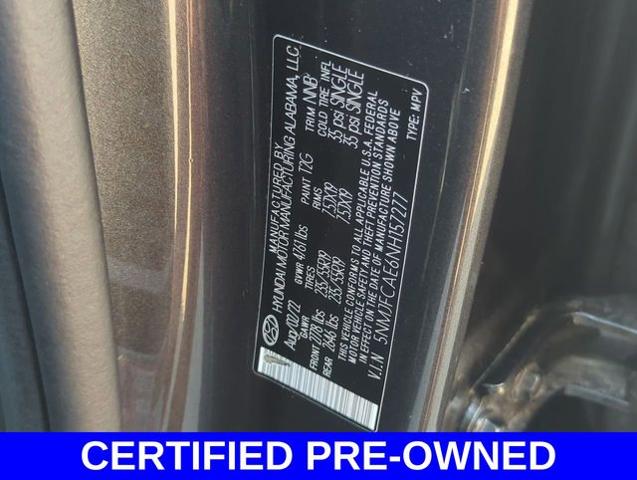 MANUFACTURED BY
HYUNDAI MOTOR MANUFACTURING ALABAMA, LLC
Aug/02/22 GVWR 4761 lbs PAINT T2G TRIM NNB
GAWR TIRES RIMS COLD TIRE INFL
FRONT 2778 lbs 235/55R19 7.5JX19 35 psi SINGLE
REAR 2646 lbs 235/55R19 7.5JX19 35 psi SINGLE
THIS VEHICLE CONFORMS TO ALL APPLICABLE U.S.A. FEDERAL
MOTOR VEHICLE SAFETY AND THEFT PREVENTION STANDARDS
IN EFFECT ON THE DATE OF MANUFACTURE SHOWN ABOVE
V.I.N 5NMJFCAE6NH157277 TYPE: MPV
CERTIFIED PRE-OWNED